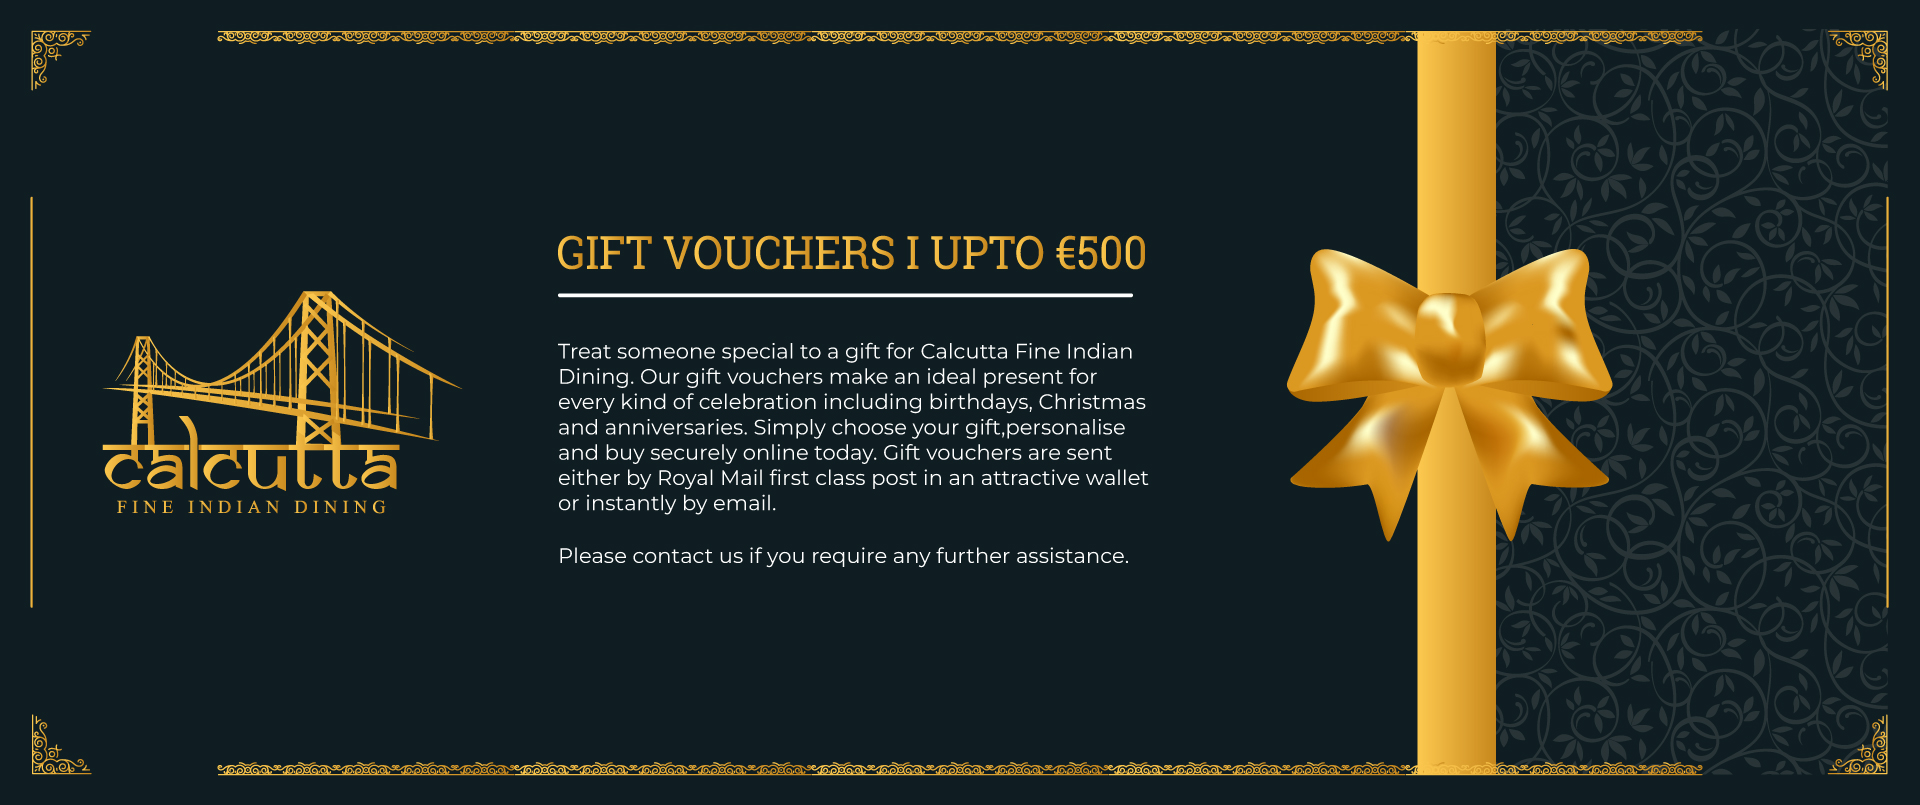 calcutta
FINE INDIAN DINING
GIFT VOUCHERS I UPTO €500
Treat someone special to a gift for Calcutta Fine Indian
Dining. Our gift vouchers make an ideal present for
every kind of celebration including birthdays, Christmas
and anniversaries. Simply choose your gift,personalise
and buy securely online today. Gift vouchers are sent
either by Royal Mail first class post in an attractive wallet
or instantly by email.
Please contact us if you require any further assistance.